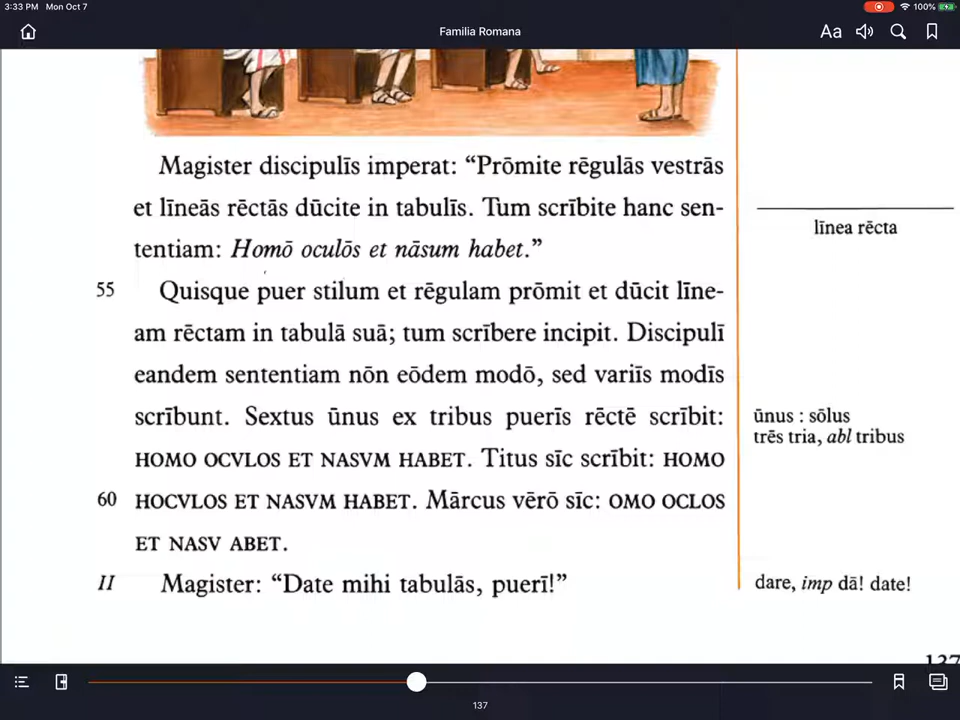 3:33 PM Mon Oct 7 100%
Familia Romana
Aa
Magister discipulīs imperat: “Prōmite rēgulās vestrās
et līneās rēctās dūcite in tabulīs. Tum scrībite hanc sen-
līnea rēcta
tentiam: Homō oculōs et nāsum habet.”
55 Quisque puer stilum et rēgulam prōmit et dūcit līne-
am rēctam in tabulā suā; tum scrībere incipit. Discipulī
eandem sententiam nōn eōdem modō, sed variīs modīs
scrībunt. Sextus ūnus ex tribus puerīs rēctē scrībit:
ūnus : sōlus
trēs tria, abl tribus
HOMO OCVLOS ET NASVM HABET. Titus sīc scrībit: HOMO
60 HOCVLOS ET NASVM HABET. Mārcus vērō sīc: OMO OCLOS
ET NASV ABET.
II Magister: “Date mihi tabulās, puerī!”
dare, imp dā! date!
137
137